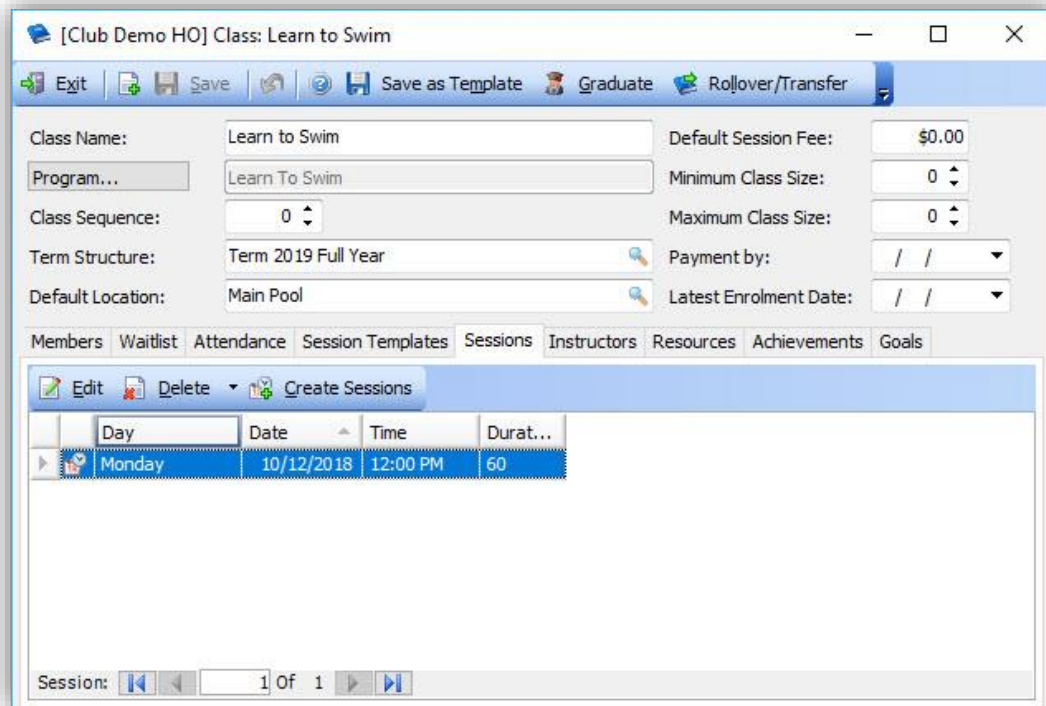 [Club Demo HO] Class: Learn to Swim
Exit Save Save as Template Graduate Rollover/Transfer
Class Name: Learn to Swim Default Session Fee: $0.00
Program... Learn To Swim Minimum Class Size: 0
Class Sequence: 0 Maximum Class Size: 0
Term Structure: Term 2019 Full Year Payment by: / /
Default Location: Main Pool Latest Enrolment Date: / /
Members Waitlist Attendance Session Templates Sessions Instructors Resources Achievements Goals
Edit Delete Create Sessions
Day Date Time Durat...
Monday 10/12/2018 12:00 PM 60
Session: 1 Of 1